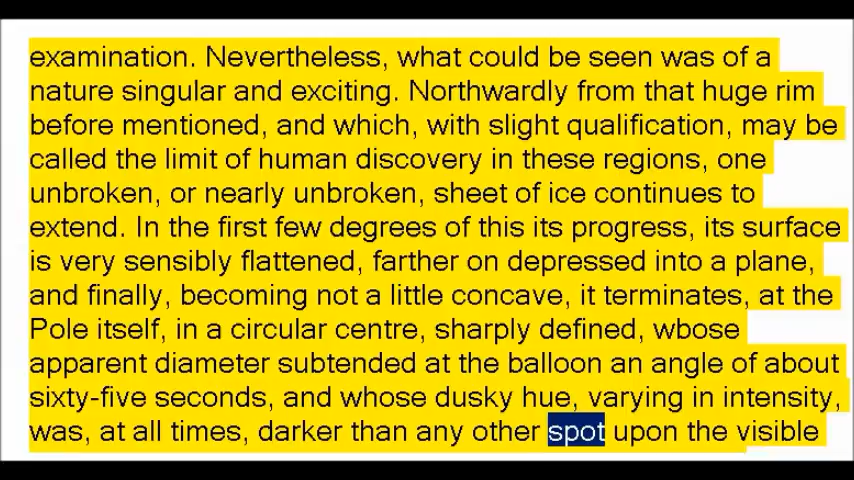 examination. Nevertheless, what could be seen was of a
nature singular and exciting. Northwardly from that huge rim
before mentioned, and which, with slight qualification, may be
called the limit of human discovery in these regions, one
unbroken, or nearly unbroken, sheet of ice continues to
extend. In the first few degrees of this its progress, its surface
is very sensibly flattened, farther on depressed into a plane,
and finally, becoming not a little concave, it terminates, at the
Pole itself, in a circular centre, sharply defined, wbose
apparent diameter subtended at the balloon an angle of about
sixty-five seconds, and whose dusky hue, varying in intensity,
was, at all times, darker than any other spot upon the visible